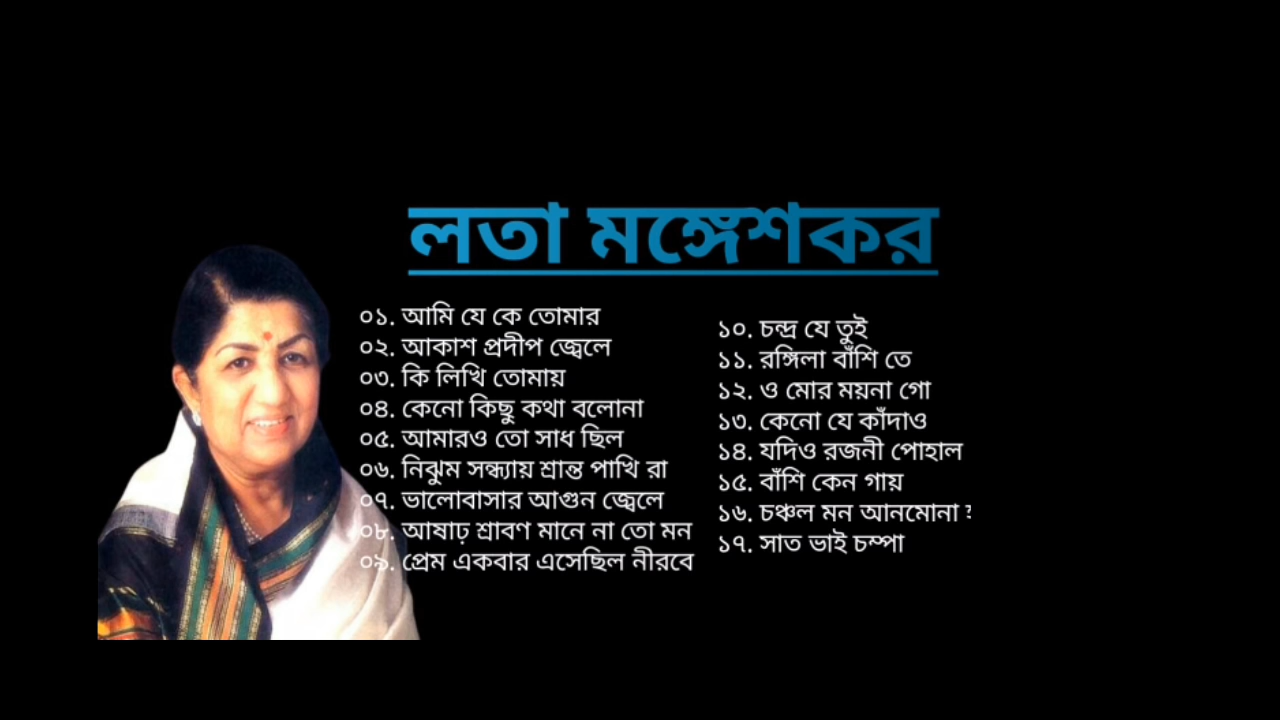 লতা মঙ্গেশকর
০১. আমি যে কে তোমার
০২. আকাশ প্রদীপ জ্বেলে
০৩. কি লিখি তোমায়
০৪. কেনো কিছু কথা বলোনা
০৫. আমারও তো সাধ ছিল
০৬. নিঝুম সন্ধ্যায় শ্রান্ত পাখি রা
০৭. ভালোবাসার আগুন জ্বেলে
০৮. আষাঢ় শ্রাবণ মানে না তো মন
০৯. প্রেম একবার এসেছিল নীরবে
১০. চন্দ্র যে তুই
১১. রঙ্গিলা বাঁশি তে
১২. ও মোর ময়না গো
১৩. কেনো যে কাঁদাও
১৪. যদিও রজনী পোহাল
১৫. বাঁশি কেন গায়
১৬. চঞ্চল মন আনমোনা
১৭. সাত ভাই চম্পা